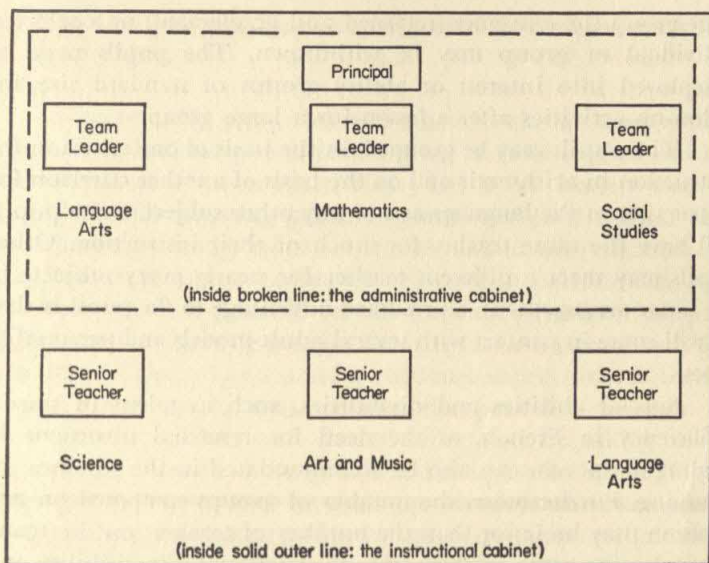 Principal
Team Leader
Team Leader
Team Leader
Language Arts
Mathematics
Social Studies
(inside broken line: the administrative cabinet)
Senior Teacher
Senior Teacher
Senior Teacher
Science
Art and Music
Language Arts
(inside solid outer line: the instructional cabinet)